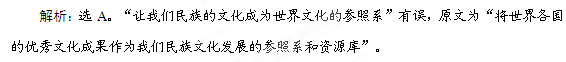 解析：选 A。“让我们民族的文化成为世界文化的参照系”有误，原文为“将世界各国
的优秀文化成果作为我们民族文化发展的参照系和资源库”。